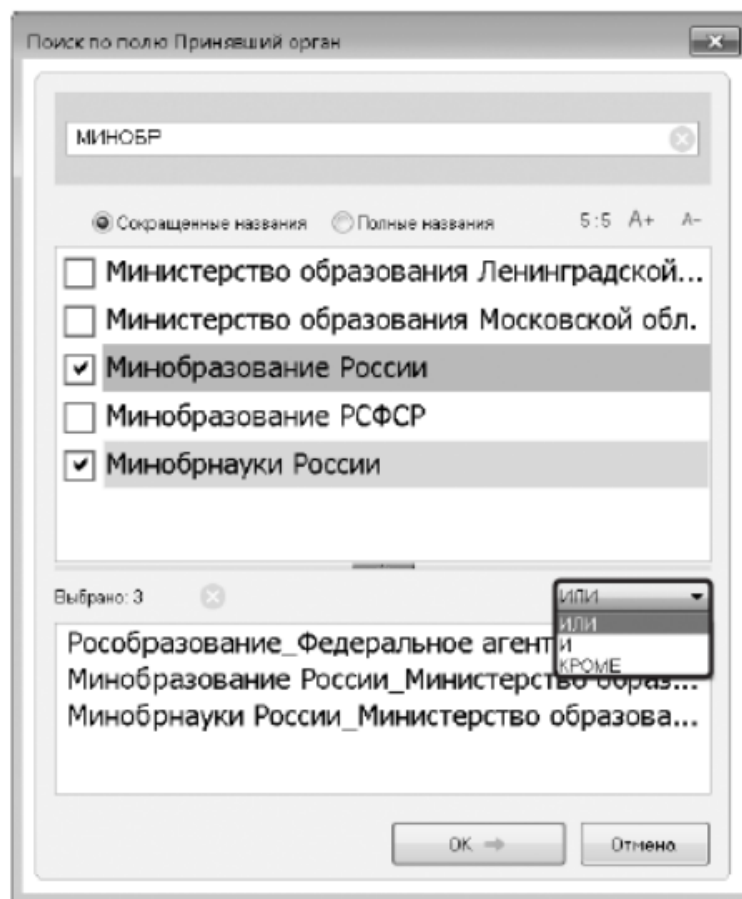 Поиск по полю Принявший орган
МИНОБР
Сокращенные названия Полные названия 5:5 A+ A-
Министерство образования Ленинградской...
Министерство образования Московской обл.
Минобразование России
Минобразование РСФСР
Минобрнауки России
Выбрано: 3 ИЛИ
ИЛИ
И
КРОМЕ
Рособразование_Федеральное агент
Минобразование России_Министерство образ...
Минобрнауки России_Министерство образова...
ОК Отмена